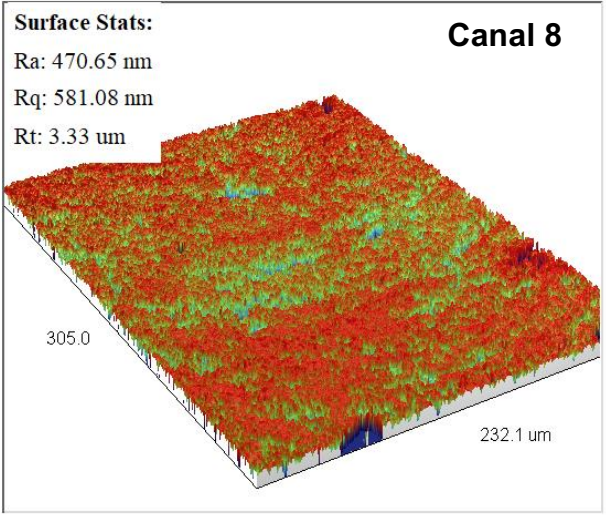 Surface Stats:
Ra: 470.65 nm
Rq: 581.08 nm
Rt: 3.33 um
Canal 8
305.0
232.1 um